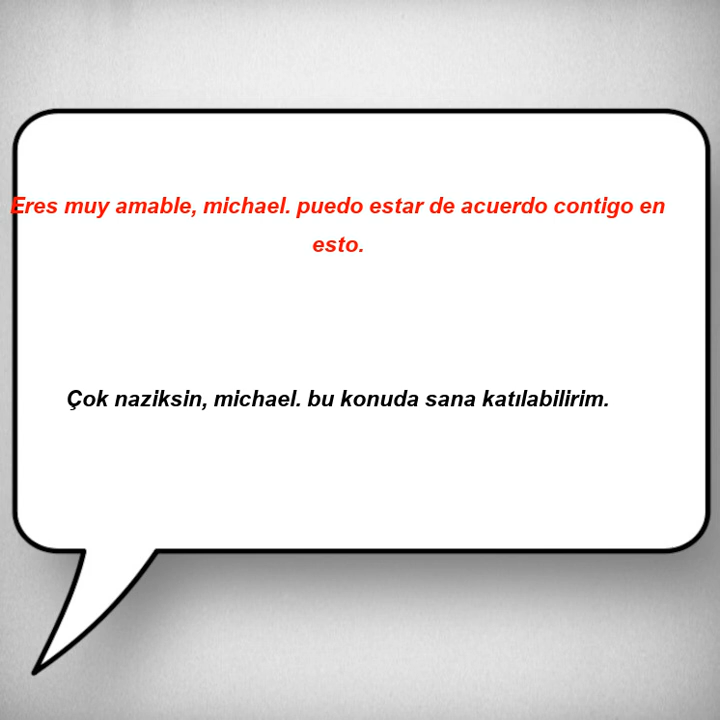 Eres muy amable, michael. puedo estar de acuerdo contigo en
esto.
Çok naziksin, michael. bu konuda sana katılabilirim.